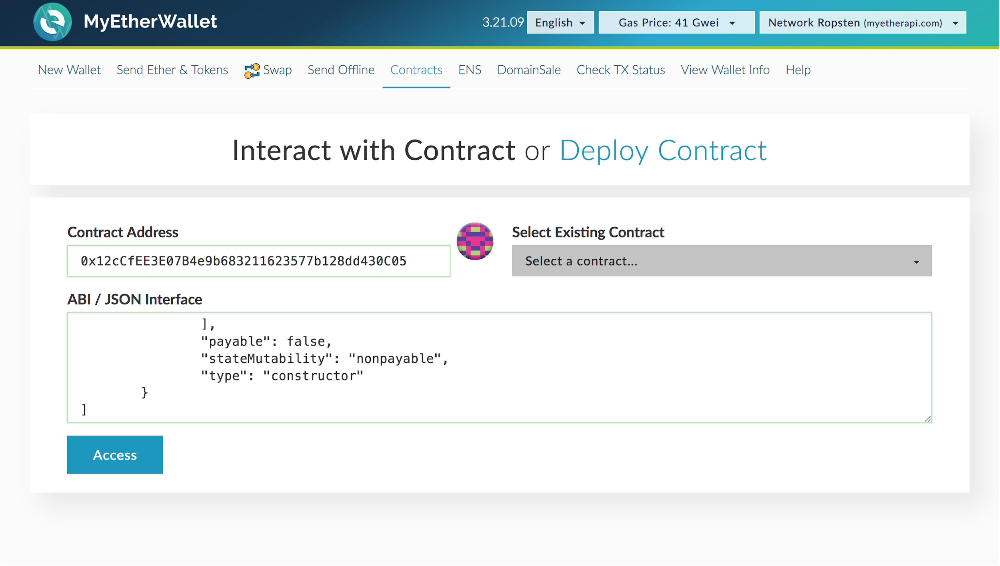 MyEtherWallet
3.21.09 English Gas Price: 41 Gwei Network Ropsten (myetherapi.com)
New Wallet Send Ether & Tokens Swap Send Offline Contracts ENS DomainSale Check TX Status View Wallet Info Help
Interact with Contract or Deploy Contract
Contract Address
0x12cCfEE3E07B4e9b683211623577b128dd430C05
Select Existing Contract
Select a contract...
ABI / JSON Interface
],
"payable": false,
"stateMutability": "nonpayable",
"type": "constructor"
}
]
Access